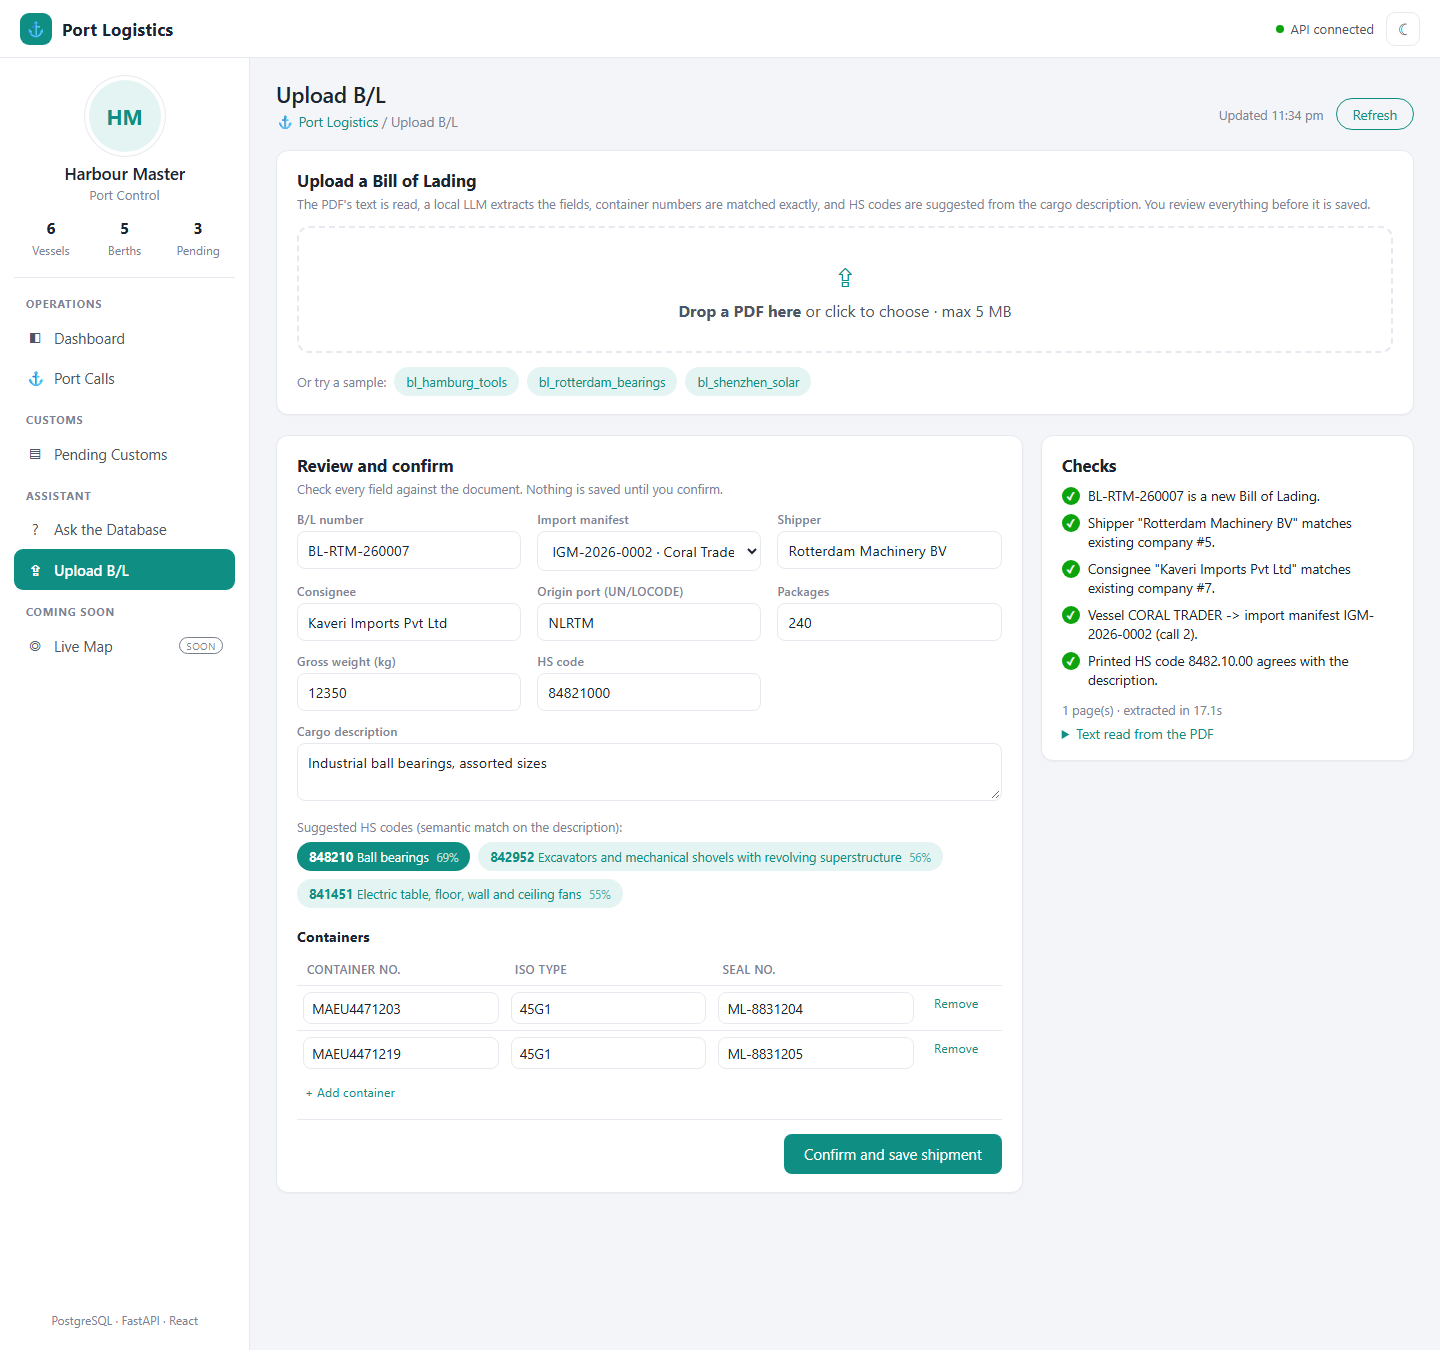 Port Logistics
API connected
HM
Harbour Master
Port Control
6 5 3
Vessels Berths Pending
OPERATIONS
Dashboard
Port Calls
CUSTOMS
Pending Customs
ASSISTANT
? Ask the Database
Upload B/L
COMING SOON
Live Map SOON
PostgreSQL · FastAPI · React
Upload B/L
Port Logistics / Upload B/L
Updated 11:34 pm Refresh
Upload a Bill of Lading
The PDF's text is read, a local LLM extracts the fields, container numbers are matched exactly, and HS codes are suggested from the cargo description. You review everything before it is saved.
Drop a PDF here or click to choose · max 5 MB
Or try a sample: bl_hamburg_tools bl_rotterdam_bearings bl_shenzhen_solar
Review and confirm
Check every field against the document. Nothing is saved until you confirm.
B/L number Import manifest Shipper
BL-RTM-260007 IGM-2026-0002 · Coral Trade Rotterdam Machinery BV
Consignee Origin port (UN/LOCODE) Packages
Kaveri Imports Pvt Ltd NLRTM 240
Gross weight (kg) HS code
12350 84821000
Cargo description
Industrial ball bearings, assorted sizes
Suggested HS codes (semantic match on the description):
848210 Ball bearings 69% 842952 Excavators and mechanical shovels with revolving superstructure 56%
841451 Electric table, floor, wall and ceiling fans 55%
Containers
CONTAINER NO. ISO TYPE SEAL NO.
MAEU4471203 45G1 ML-8831204 Remove
MAEU4471219 45G1 ML-8831205 Remove
+ Add container
Confirm and save shipment
Checks
BL-RTM-260007 is a new Bill of Lading.
Shipper "Rotterdam Machinery BV" matches
existing company #5.
Consignee "Kaveri Imports Pvt Ltd" matches
existing company #7.
Vessel CORAL TRADER -> import manifest IGM-
2026-0002 (call 2).
Printed HS code 8482.10.00 agrees with the
description.
1 page(s) · extracted in 17.1s
Text read from the PDF